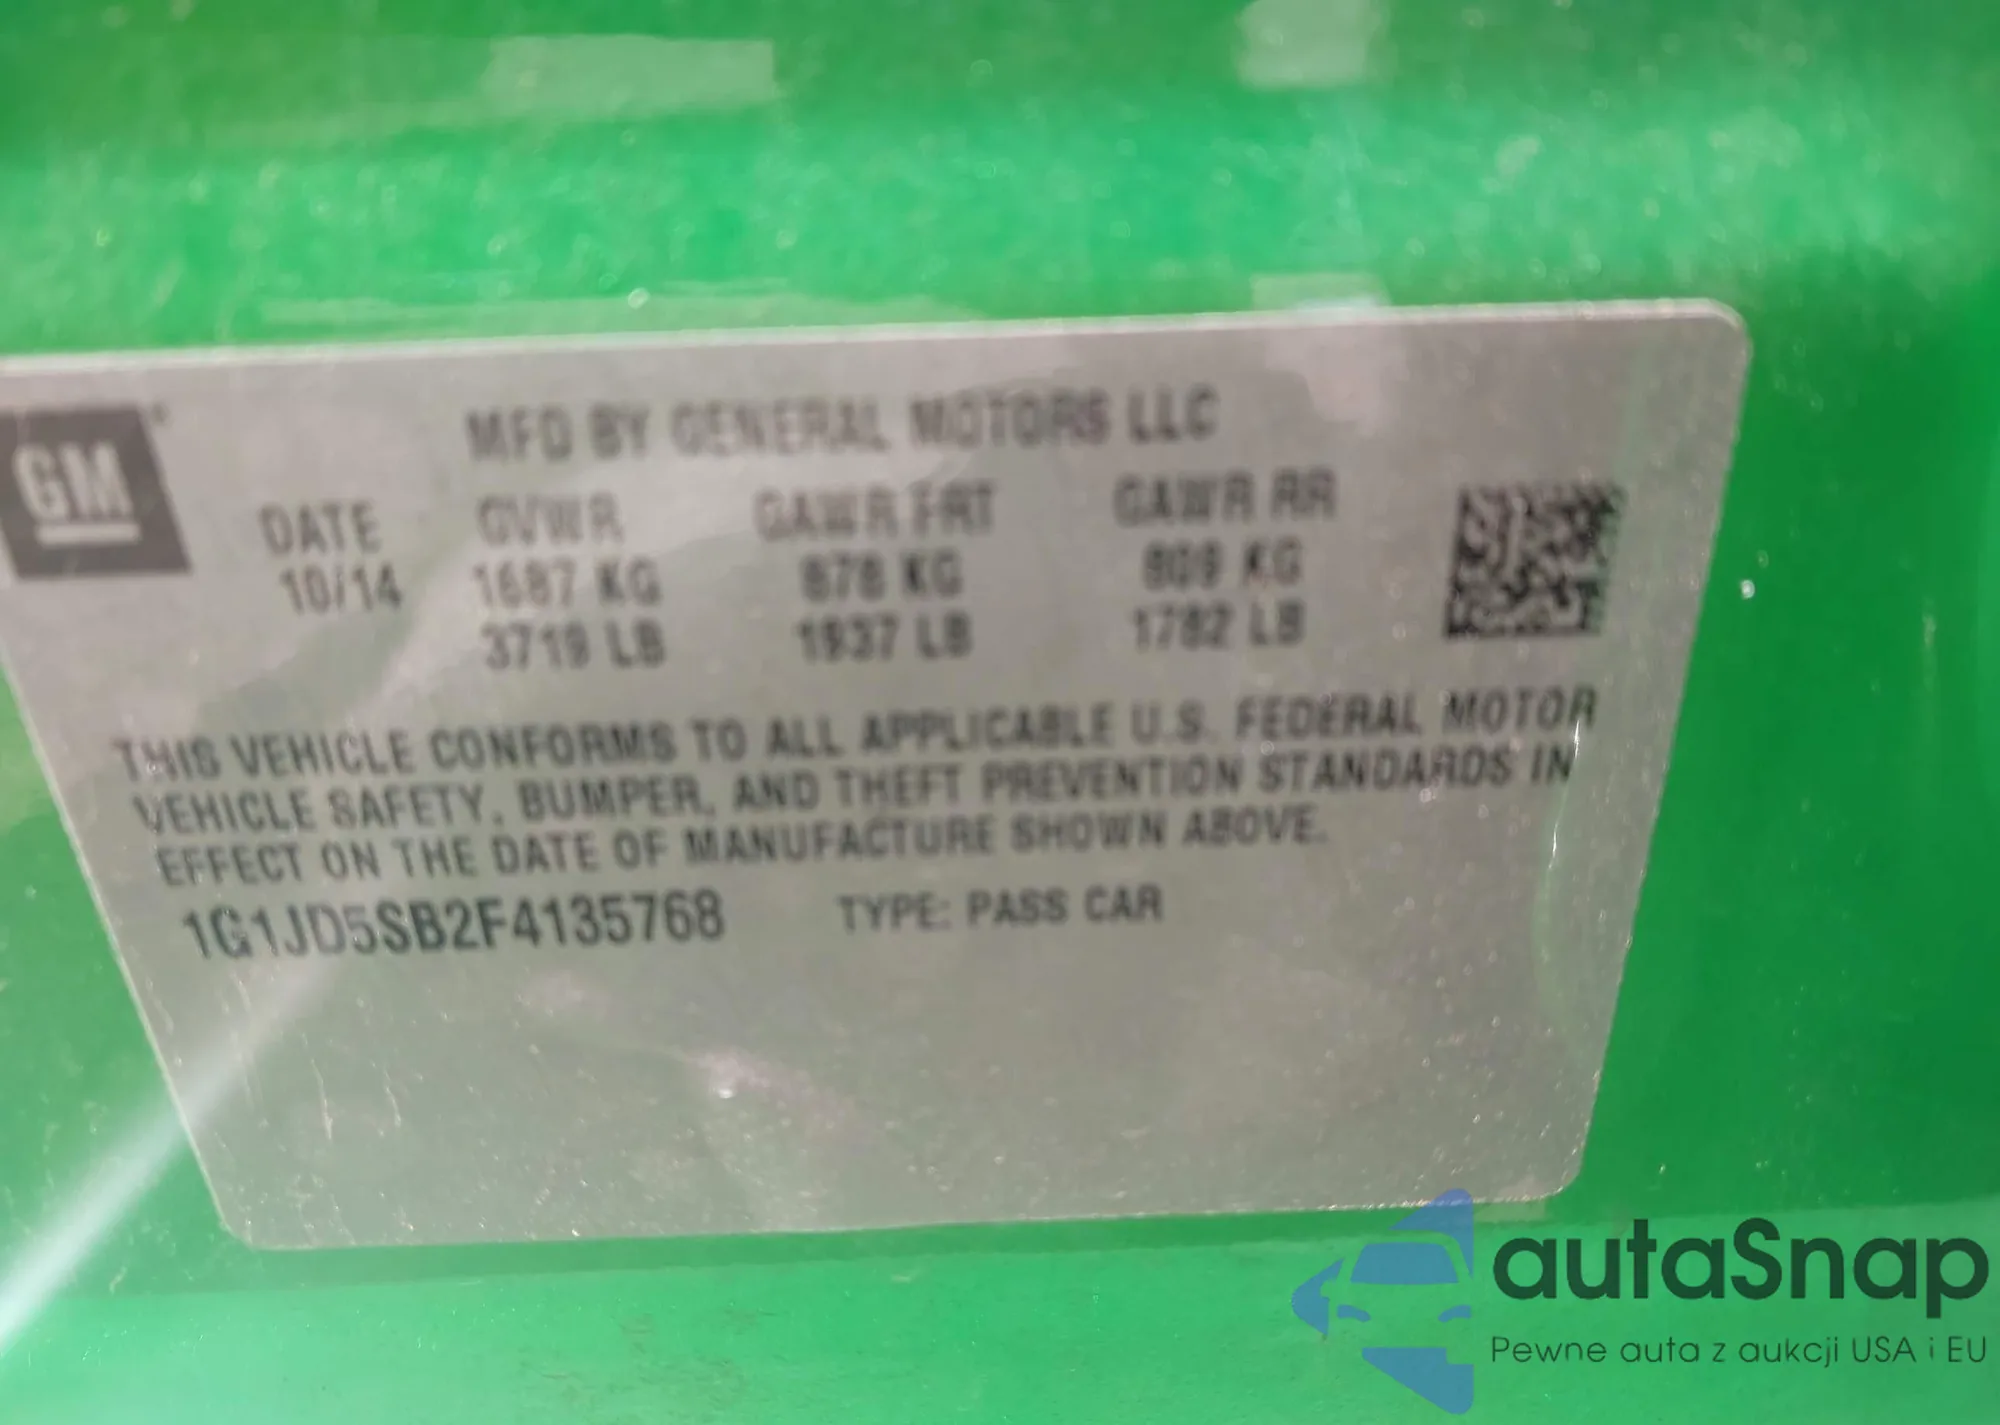 GM
MFD BY GENERAL MOTORS LLC
DATE GVWR GAWR FRT GAWR RR
10/14 1687 KG 878 KG 809 KG
3719 LB 1937 LB 1782 LB
THIS VEHICLE CONFORMS TO ALL APPLICABLE U.S. FEDERAL MOTOR
VEHICLE SAFETY, BUMPER, AND THEFT PREVENTION STANDARDS IN
EFFECT ON THE DATE OF MANUFACTURE SHOWN ABOVE.
1G1JD5SB2F4135768 TYPE: PASS CAR
autaSnap
Pewne auta z aukcji USA i EU